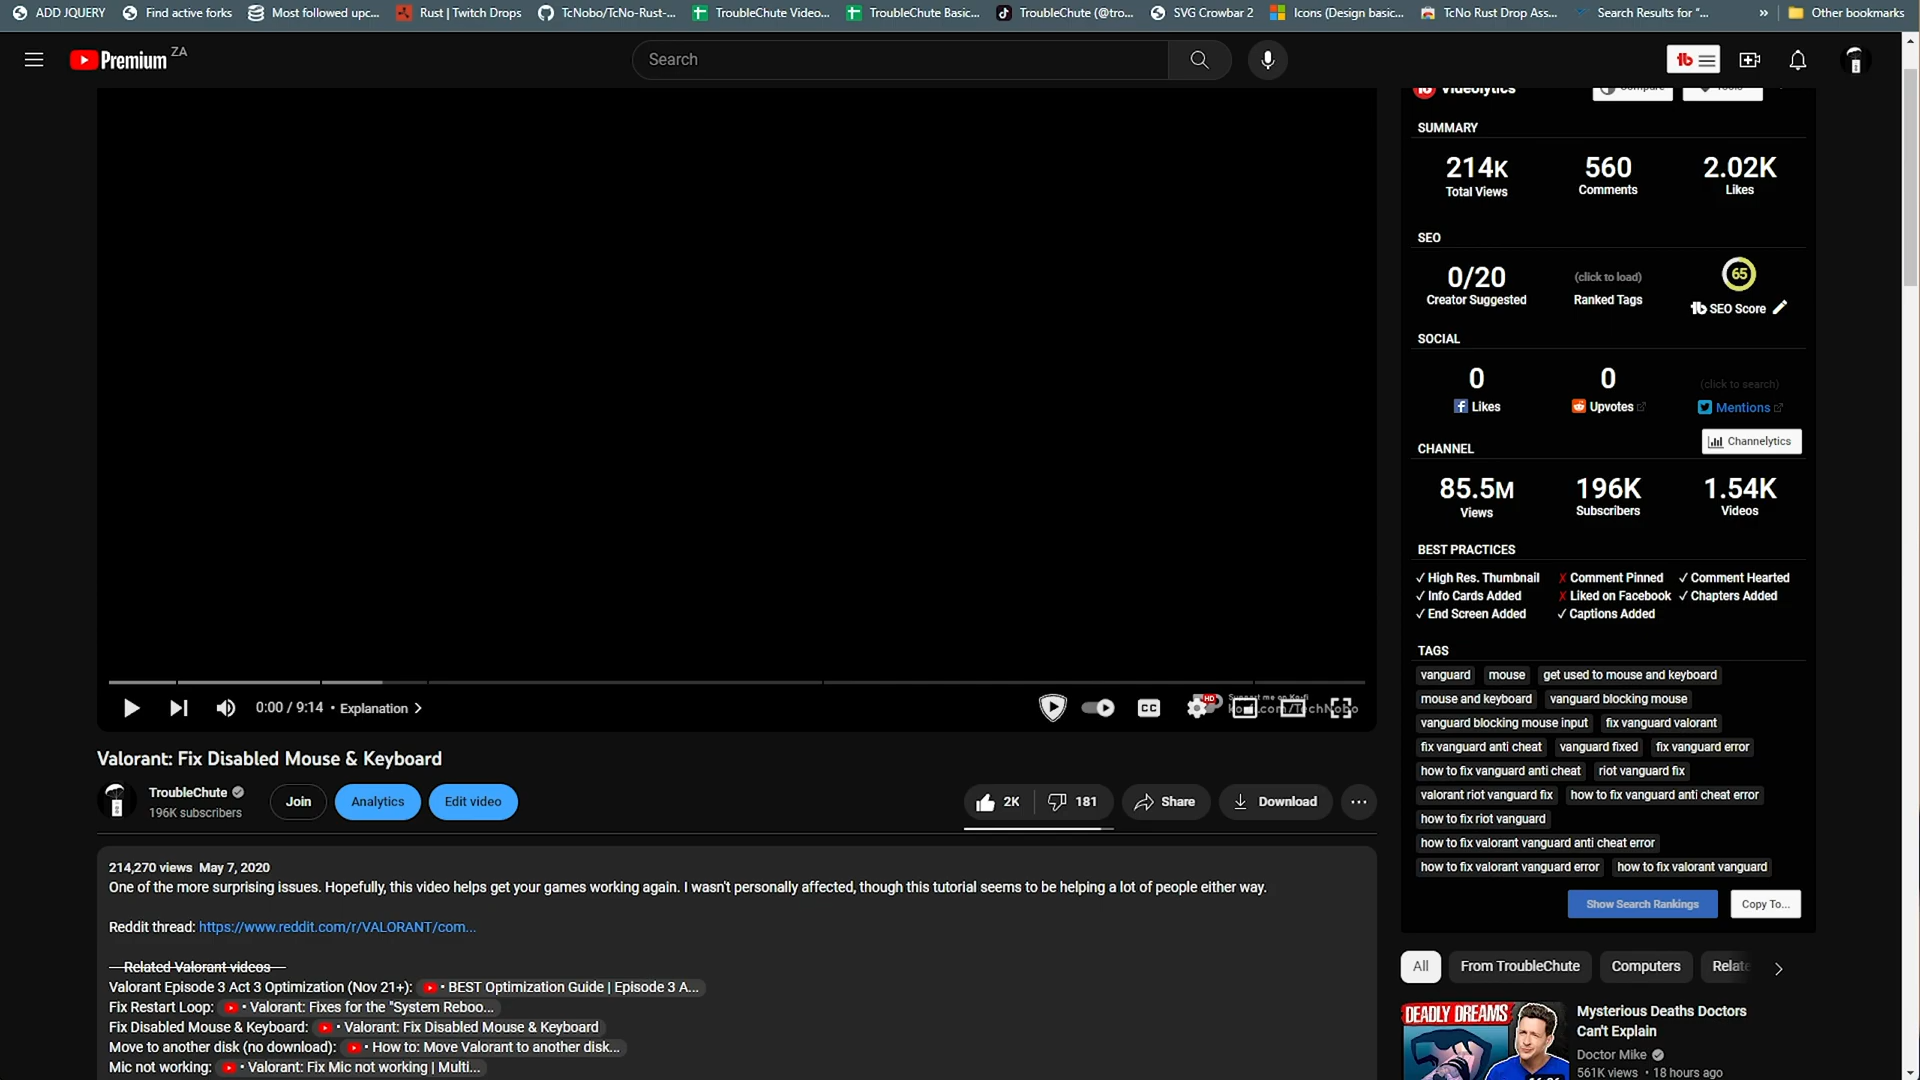 ADD JQUERY Find active forks Most followed upc... Rust | Twitch Drops TcNobo/TcNo-Rust-... TroubleChute Video... TroubleChute Basic... TroubleChute (@tro... SVG Crowbar 2 Icons (Design basic... TcNo Rust Drop Ass... Search Results for "... » Other bookmarks
Premium ZA
Search
Videolytics Compare Tools
SUMMARY
214K 560 2.02K
Total Views Comments Likes
SEO
0/20 (click to load) 65
Creator Suggested Ranked Tags SEO Score
SOCIAL
0 0 (click to search)
Likes Upvotes Mentions
CHANNEL Channelytics
85.5M 196K 1.54K
Views Subscribers Videos
BEST PRACTICES
✓ High Res. Thumbnail ✗ Comment Pinned ✓ Comment Hearted
✓ Info Cards Added ✗ Liked on Facebook ✓ Chapters Added
✓ End Screen Added ✓ Captions Added
TAGS
vanguard mouse get used to mouse and keyboard
mouse and keyboard vanguard blocking mouse
vanguard blocking mouse input fix vanguard valorant
fix vanguard anti cheat vanguard fixed fix vanguard error
how to fix vanguard anti cheat riot vanguard fix
valorant riot vanguard fix how to fix vanguard anti cheat error
how to fix riot vanguard
how to fix valorant vanguard anti cheat error
how to fix valorant vanguard error how to fix valorant vanguard
Show Search Rankings Copy To...
0:00 / 9:14 • Explanation
CC HD
Valorant: Fix Disabled Mouse & Keyboard
TroubleChute
196K subscribers
Join Analytics Edit video
2K 181 Share Download
214,270 views May 7, 2020
One of the more surprising issues. Hopefully, this video helps get your games working again. I wasn't personally affected, though this tutorial seems to be helping a lot of people either way.
Reddit thread: https://www.reddit.com/r/VALORANT/com...
—Related Valorant videos—
Valorant Episode 3 Act 3 Optimization (Nov 21+): • BEST Optimization Guide | Episode 3 A...
Fix Restart Loop: • Valorant: Fixes for the "System Reboo...
Fix Disabled Mouse & Keyboard: • Valorant: Fix Disabled Mouse & Keyboard
Move to another disk (no download): • How to: Move Valorant to another disk...
Mic not working: • Valorant: Fix Mic not working | Multi...
All From TroubleChute Computers Relate
DEADLY DREAMS
Mysterious Deaths Doctors
Can't Explain
Doctor Mike
561K views • 18 hours ago